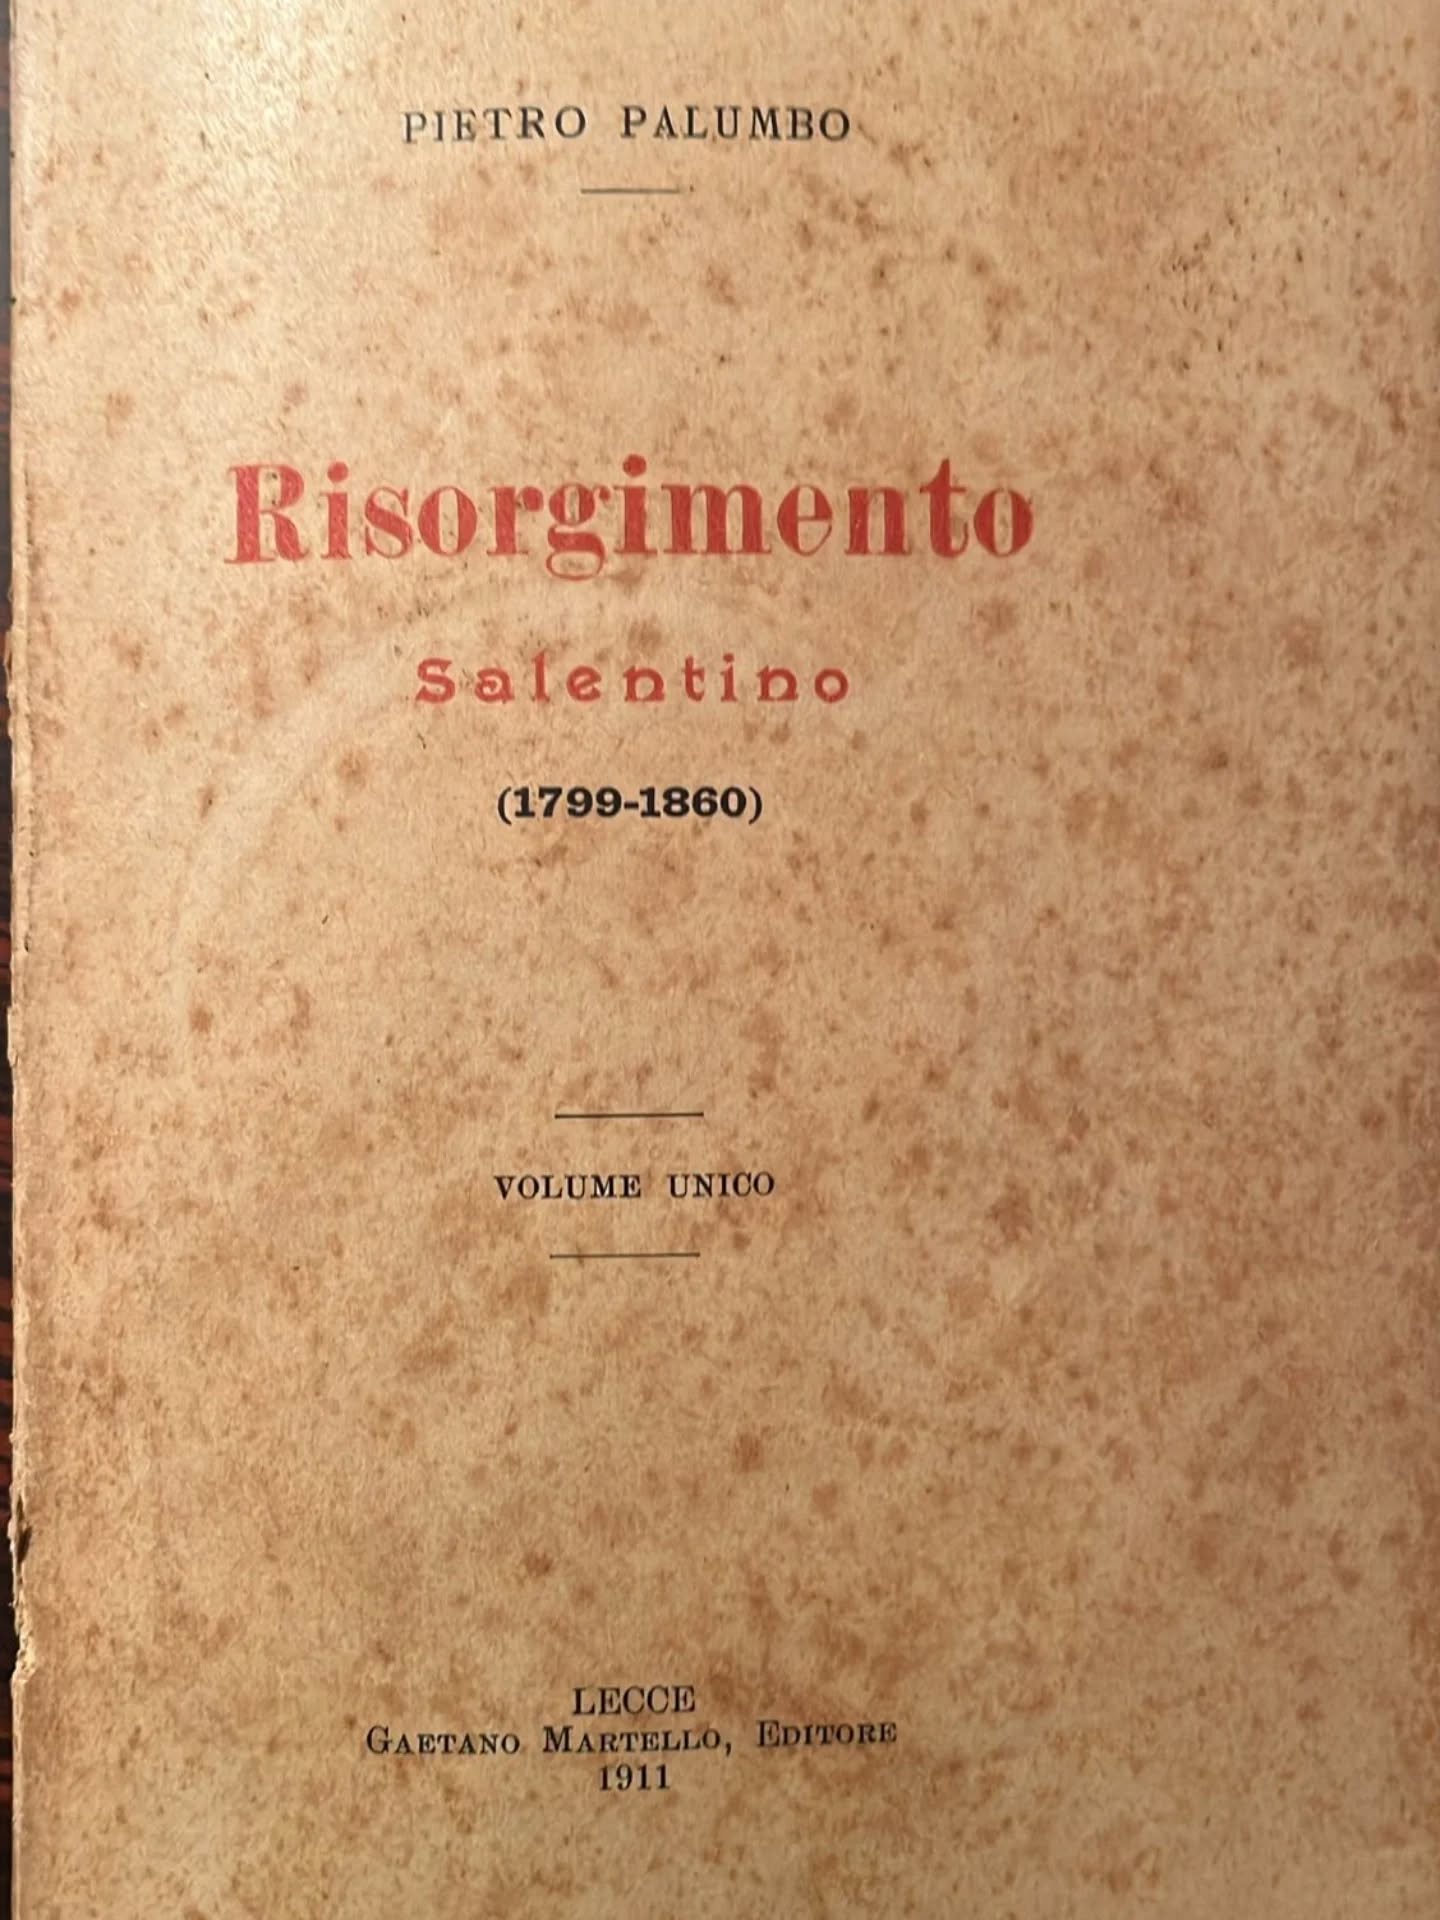 PIETRO PALUMBO
Risorgimento
Salentino
(1799-1860)
VOLUME UNICO
LECCE
GAETANO MARTELLO, EDITORE
1911